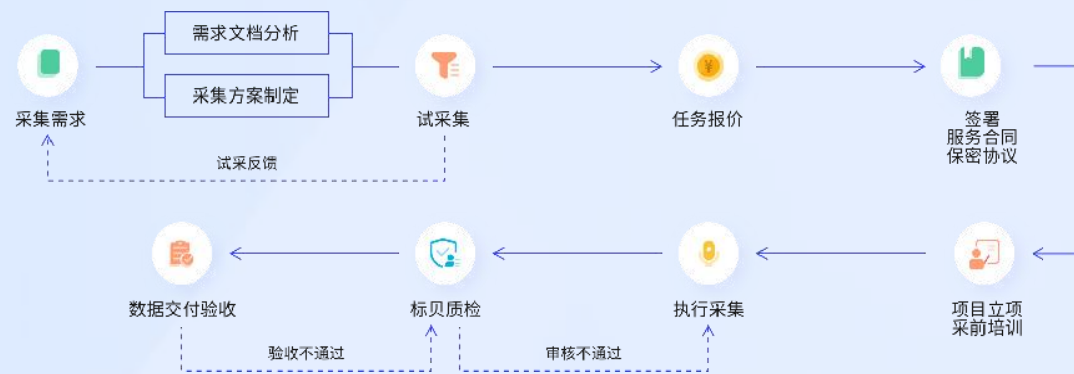 需求文档分析
采集方案制定
采集需求
试采集
任务报价
签署
服务合同
保密协议
试采反馈
数据交付验收
标贝质检
执行采集
项目立项
采前培训
验收不通过
审核不通过